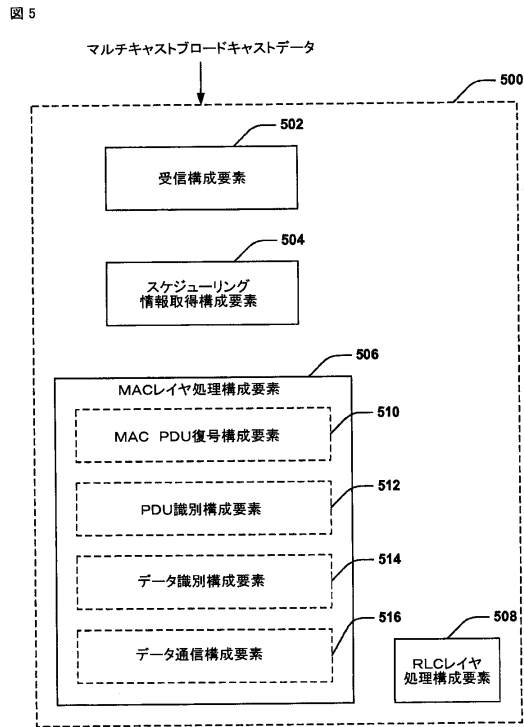 図 5
マルチキャストブロードキャストデータ
500
502
受信構成要素
504
スケジューリング
情報取得構成要素
506
MACレイヤ処理構成要素
510
MAC PDU復号構成要素
512
PDU識別構成要素
514
データ識別構成要素
516
データ通信構成要素
508
RLCレイヤ
処理構成要素